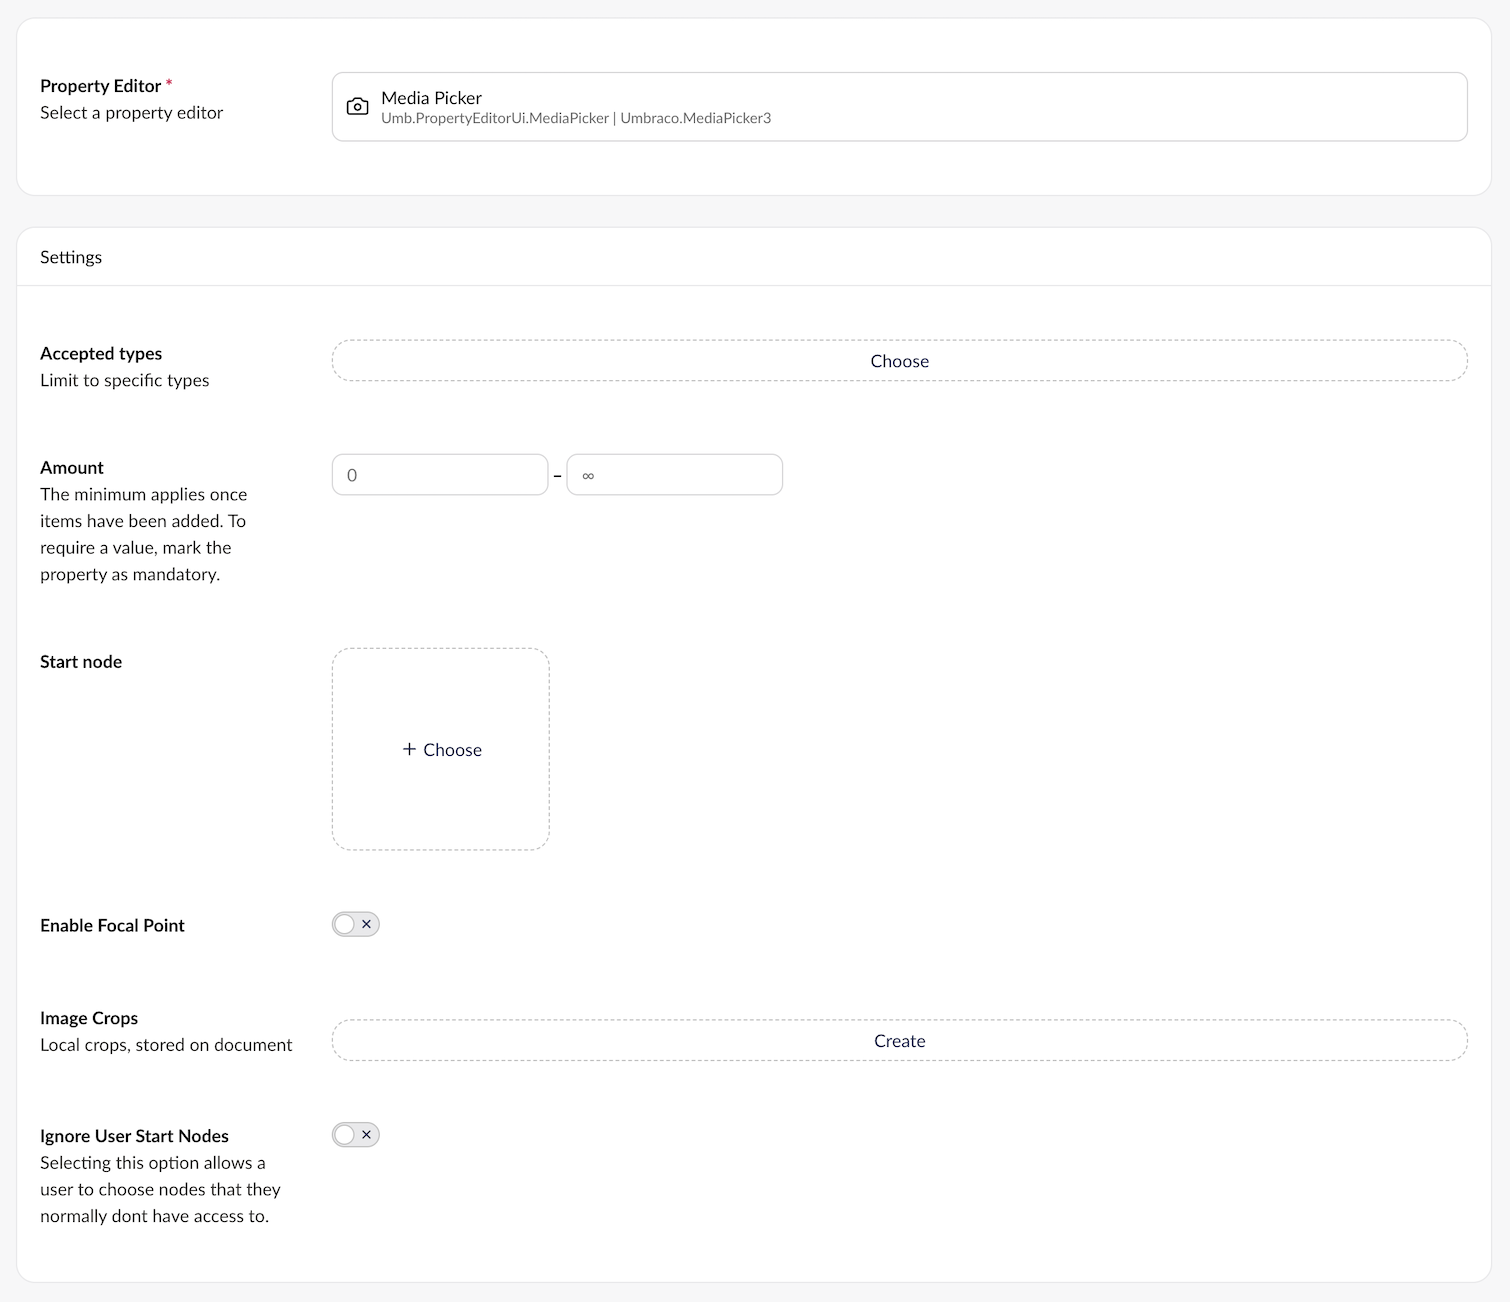 Property Editor *
Select a property editor
Media Picker
Umb.PropertyEditorUi.MediaPicker | Umbraco.MediaPicker3
Settings
Accepted types
Limit to specific types
Choose
Amount
The minimum applies once
items have been added. To
require a value, mark the
property as mandatory.
0 – ∞
Start node
+ Choose
Enable Focal Point
Image Crops
Local crops, stored on document
Create
Ignore User Start Nodes
Selecting this option allows a
user to choose nodes that they
normally dont have access to.